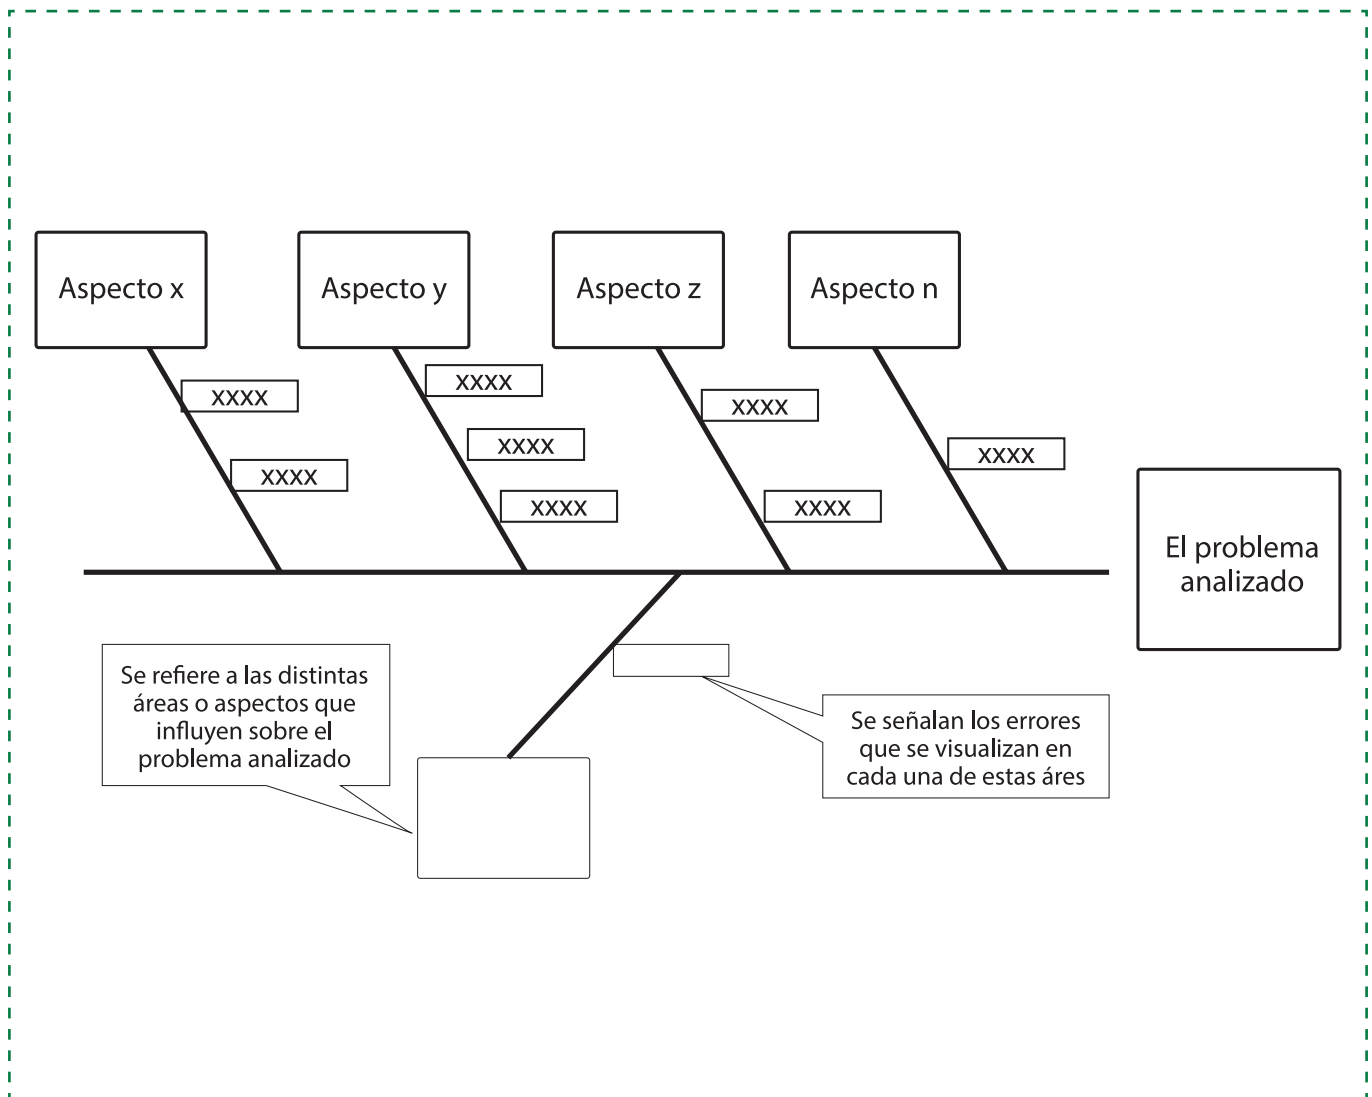 Aspecto x
Aspecto y
Aspecto z
Aspecto n
xxxx
xxxx
xxxx
xxxx
xxxx
xxxx
xxxx
xxxx
El problema
analizado
Se refiere a las distintas
áreas o aspectos que
influyen sobre el
problema analizado
Se señalan los errores
que se visualizan en
cada una de estas áres